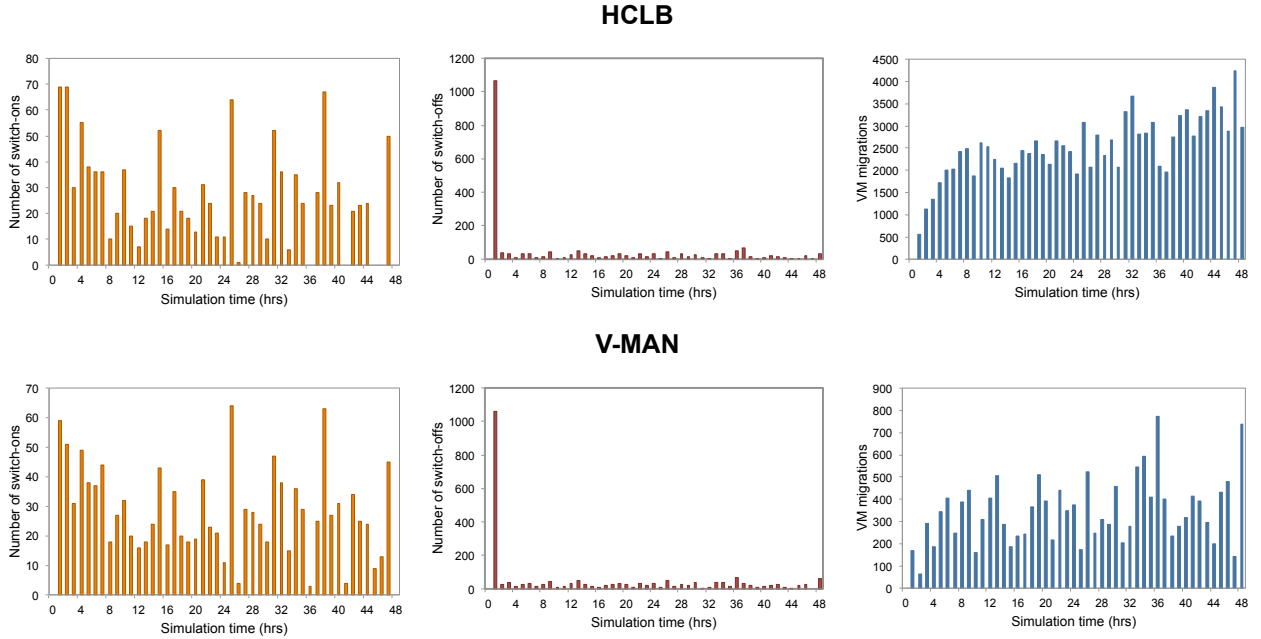 HCLB
Number of switch-ons
80
70
60
50
40
30
20
10
0
0 4 8 12 16 20 24 28 32 36 40 44 48
Simulation time (hrs)
Number of switch-offs
1200
1000
800
600
400
200
0
0 4 8 12 16 20 24 28 32 36 40 44 48
Simulation time (hrs)
VM migrations
4500
4000
3500
3000
2500
2000
1500
1000
500
0
0 4 8 12 16 20 24 28 32 36 40 44 48
Simulation time (hrs)
V-MAN
Number of switch-ons
70
60
50
40
30
20
10
0
0 4 8 12 16 20 24 28 32 36 40 44 48
Simulation time (hrs)
Number of switch-offs
1200
1000
800
600
400
200
0
0 4 8 12 16 20 24 28 32 36 40 44 48
Simulation time (hrs)
VM migrations
900
800
700
600
500
400
300
200
100
0
0 4 8 12 16 20 24 28 32 36 40 44 48
Simulation time (hrs)